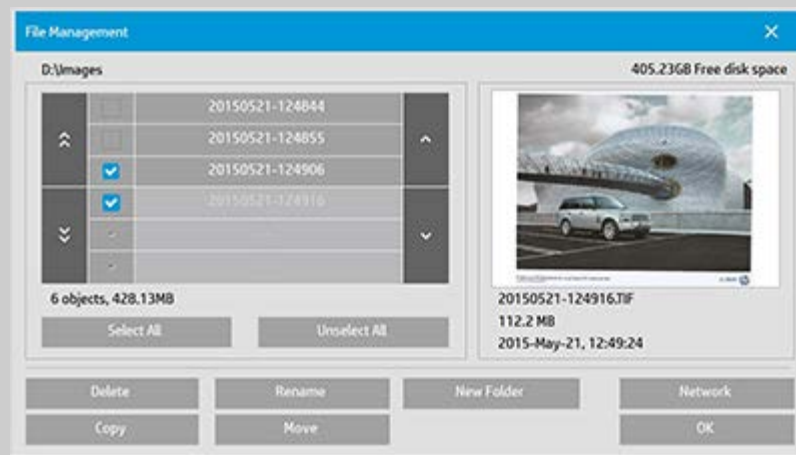 File Management
D:\Images
405.23GB Free disk space
20150521-124844
20150521-124855
20150521-124906
20150521-124916
6 objects, 428.13MB
Select All
Unselect All
20150521-124916.TIF
112.2 MB
2015-May-21, 12:49:24
Delete
Rename
New Folder
Network
Copy
Move
OK